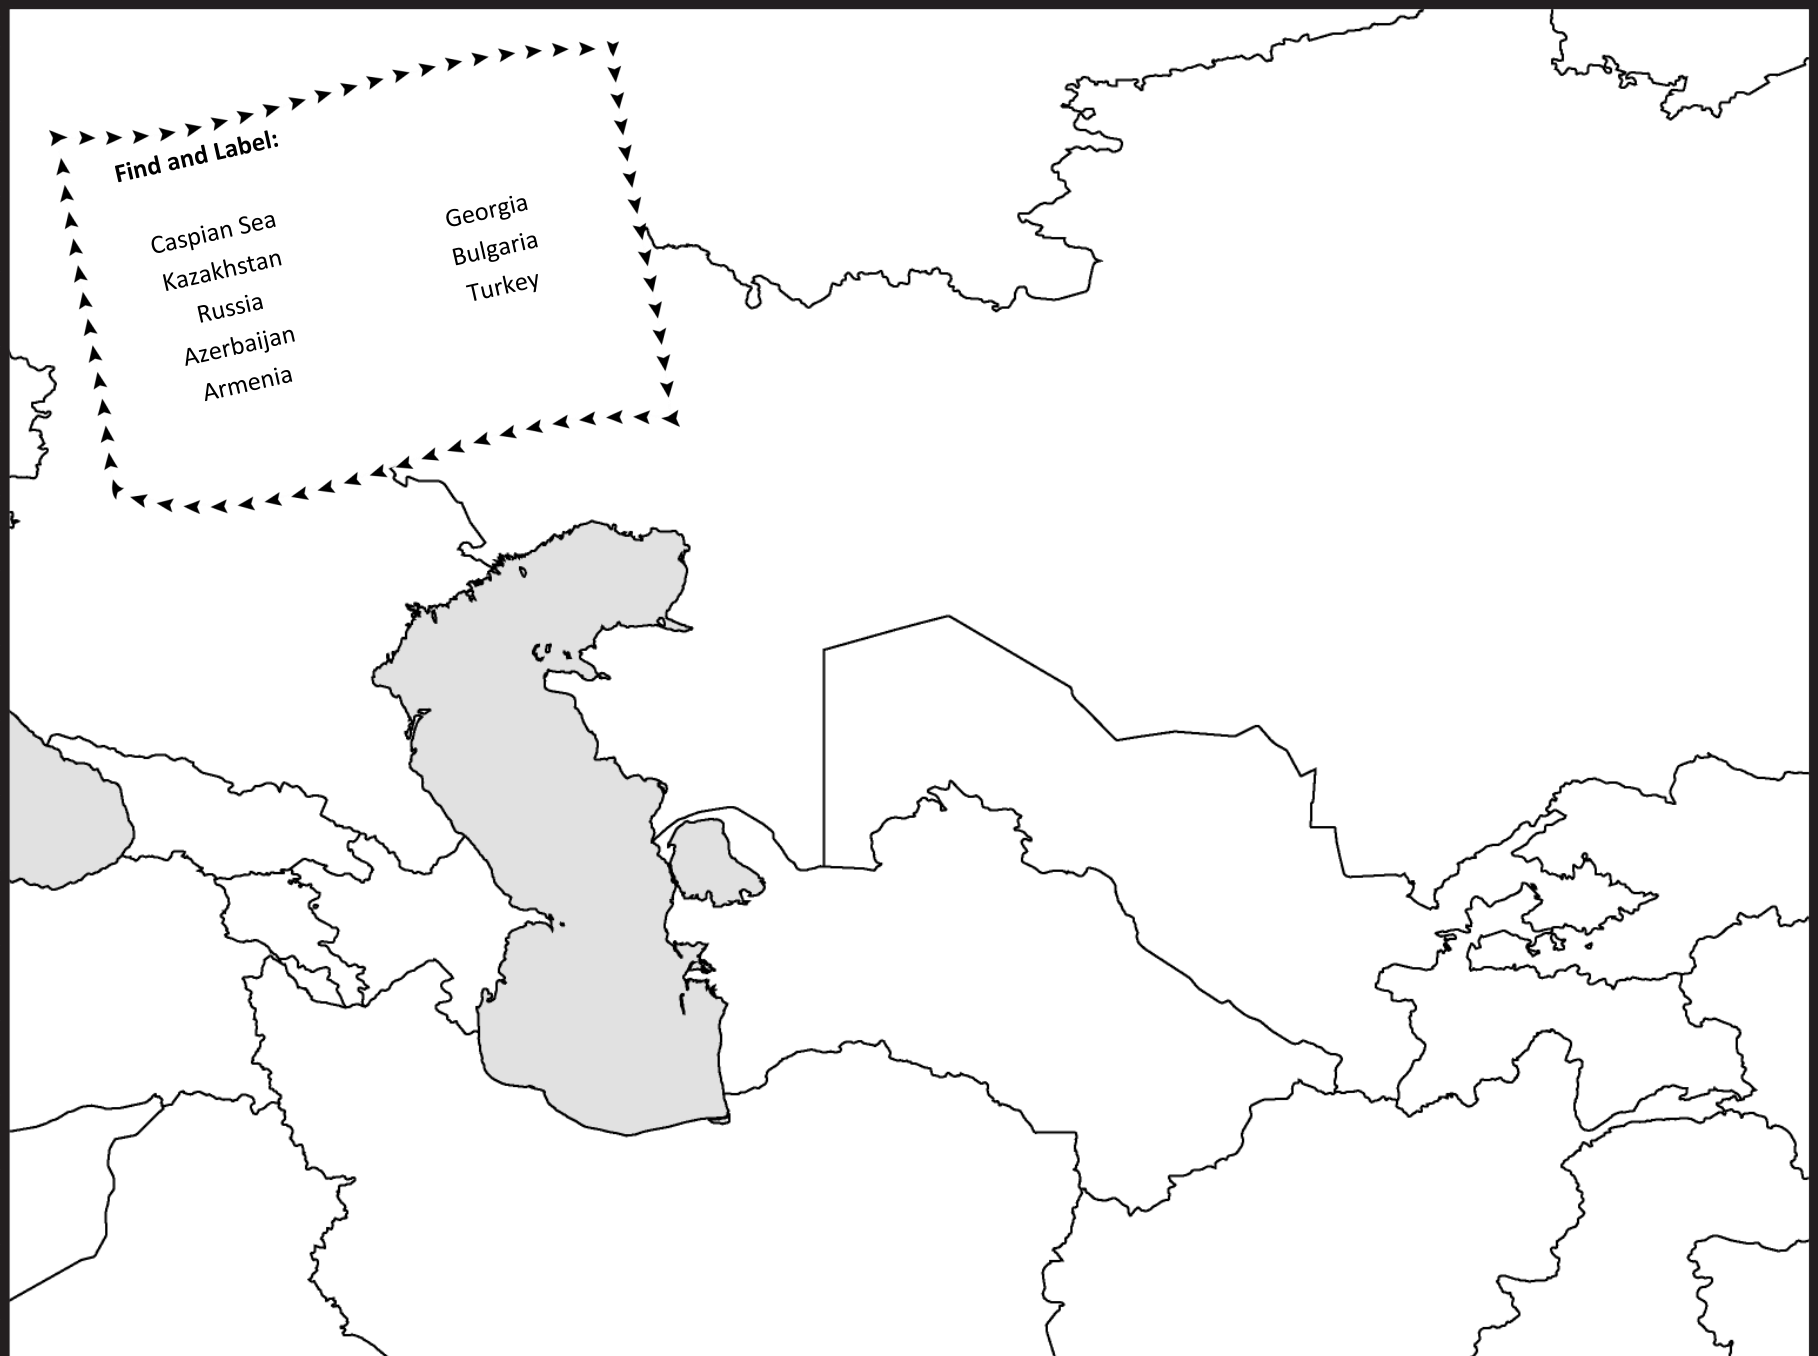 Find and Label:
Caspian Sea
Kazakhstan
Russia
Azerbaijan
Armenia
Georgia
Bulgaria
Turkey